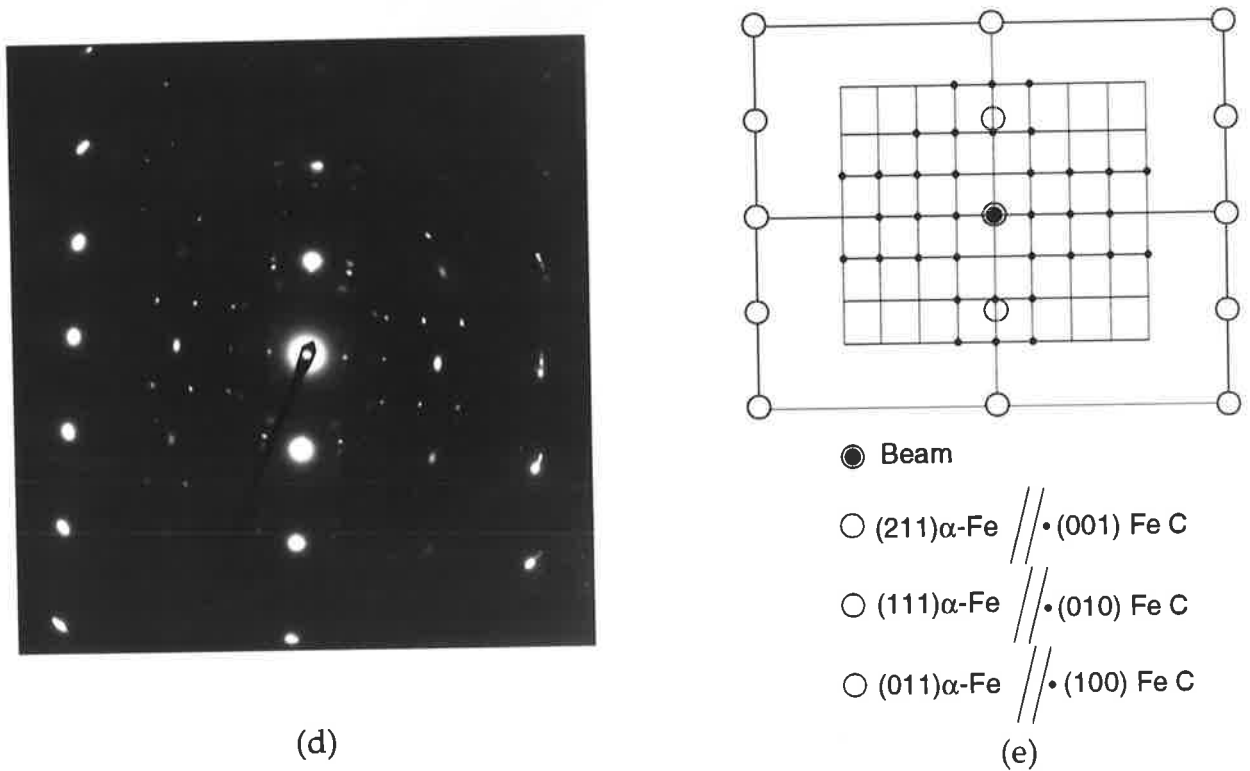 Beam
(211)α-Fe // · (001) Fe C
(111)α-Fe // · (010) Fe C
(011)α-Fe // · (100) Fe C
(d)
(e)